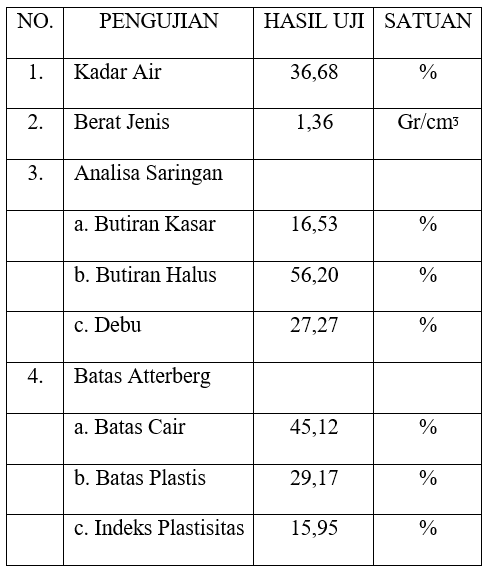 NO. PENGUJIAN HASIL UJI SATUAN
1. Kadar Air 36,68 %
2. Berat Jenis 1,36 Gr/cm³
3. Analisa Saringan
a. Butiran Kasar 16,53 %
b. Butiran Halus 56,20 %
c. Debu 27,27 %
4. Batas Atterberg
a. Batas Cair 45,12 %
b. Batas Plastis 29,17 %
c. Indeks Plastisitas 15,95 %